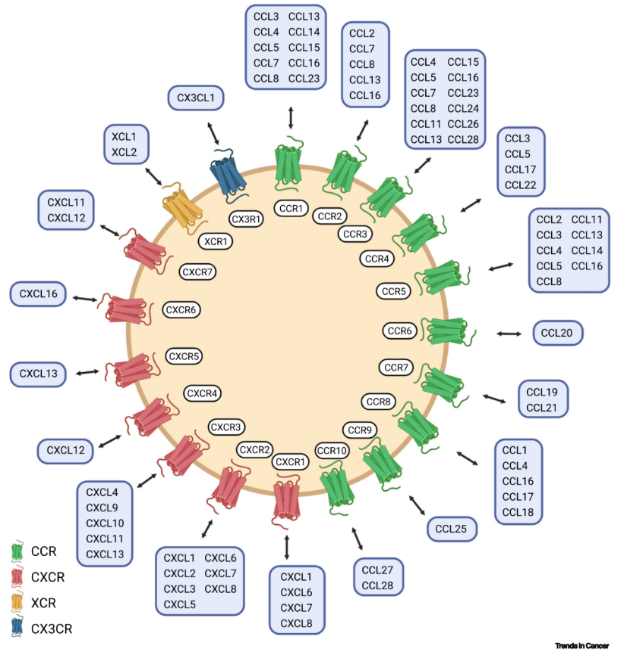 CCL3 CCL13
CCL4 CCL14
CCL5 CCL15
CCL7 CCL16
CCL8 CCL23
CCL2
CCL7
CCL8
CCL13
CCL16
CCL4 CCL15
CCL5 CCL16
CCL7 CCL23
CCL8 CCL24
CCL11 CCL26
CCL13 CCL28
CX3CL1
XCL1
XCL2
CCL3
CCL5
CCL17
CCL22
CXCL11
CXCL12
CCL2 CCL11
CCL3 CCL13
CCL4 CCL14
CCL5 CCL16
CCL8
CCR1
CCR2
CX3R1
CCR3
XCR1
CCR4
CXCR7
CCR5
CXCL16
CXCR6
CCR6
CCL20
CXCR5
CCR7
CXCL13
CXCR4
CCR8
CCL19
CCL21
CXCR3
CCR9
CXCR2
CCR10
CXCR1
CXCL12
CCL1
CCL4
CCL16
CCL17
CCL18
CXCL4
CXCL9
CXCL10
CXCL11
CXCL13
CCL25
CXCL1 CXCL6
CXCL2 CXCL7
CXCL3 CXCL8
CXCL5
CXCL1
CXCL6
CXCL7
CXCL8
CCL27
CCL28
CCR
CXCR
XCR
CX3CR
Trends in Cancer